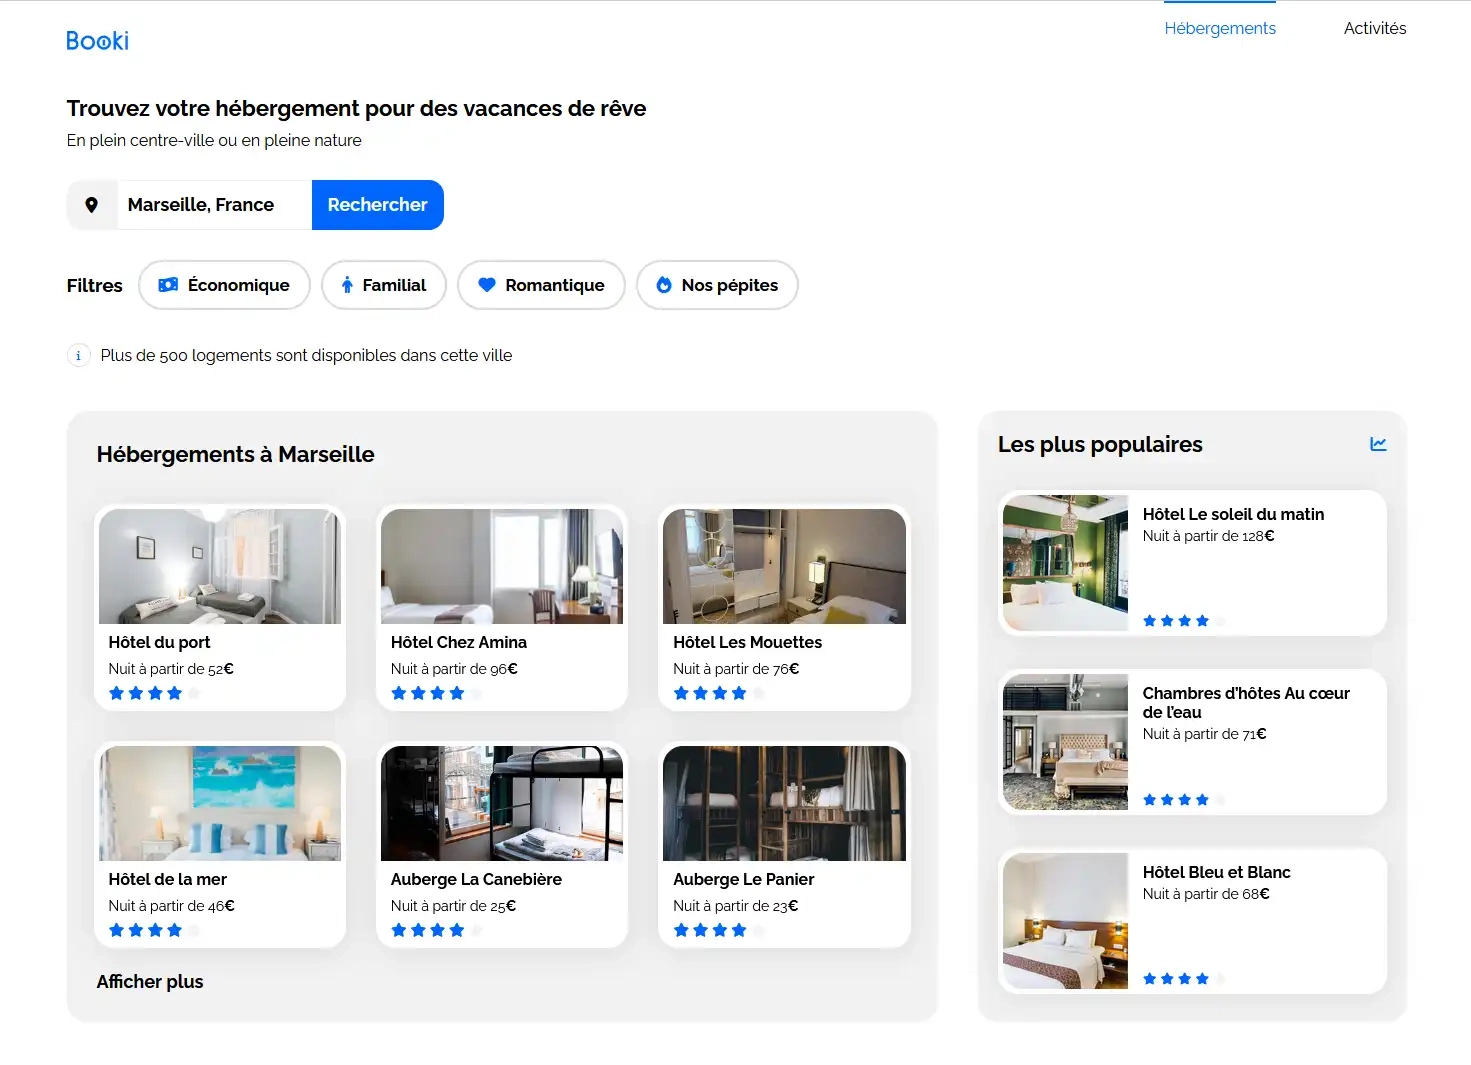 Booki
Hébergements
Activités
Trouvez votre hébergement pour des vacances de rêve
En plein centre-ville ou en pleine nature
Marseille, France
Rechercher
Filtres
Économique
Familial
Romantique
Nos pépites
i
Plus de 500 logements sont disponibles dans cette ville
Hébergements à Marseille
Hôtel du port
Nuit à partir de 52€
Hôtel Chez Amina
Nuit à partir de 96€
Hôtel Les Mouettes
Nuit à partir de 76€
Hôtel de la mer
Nuit à partir de 46€
Auberge La Canebière
Nuit à partir de 25€
Auberge Le Panier
Nuit à partir de 23€
Afficher plus
Les plus populaires
Hôtel Le soleil du matin
Nuit à partir de 128€
Chambres d'hôtes Au cœur
de l'eau
Nuit à partir de 71€
Hôtel Bleu et Blanc
Nuit à partir de 68€